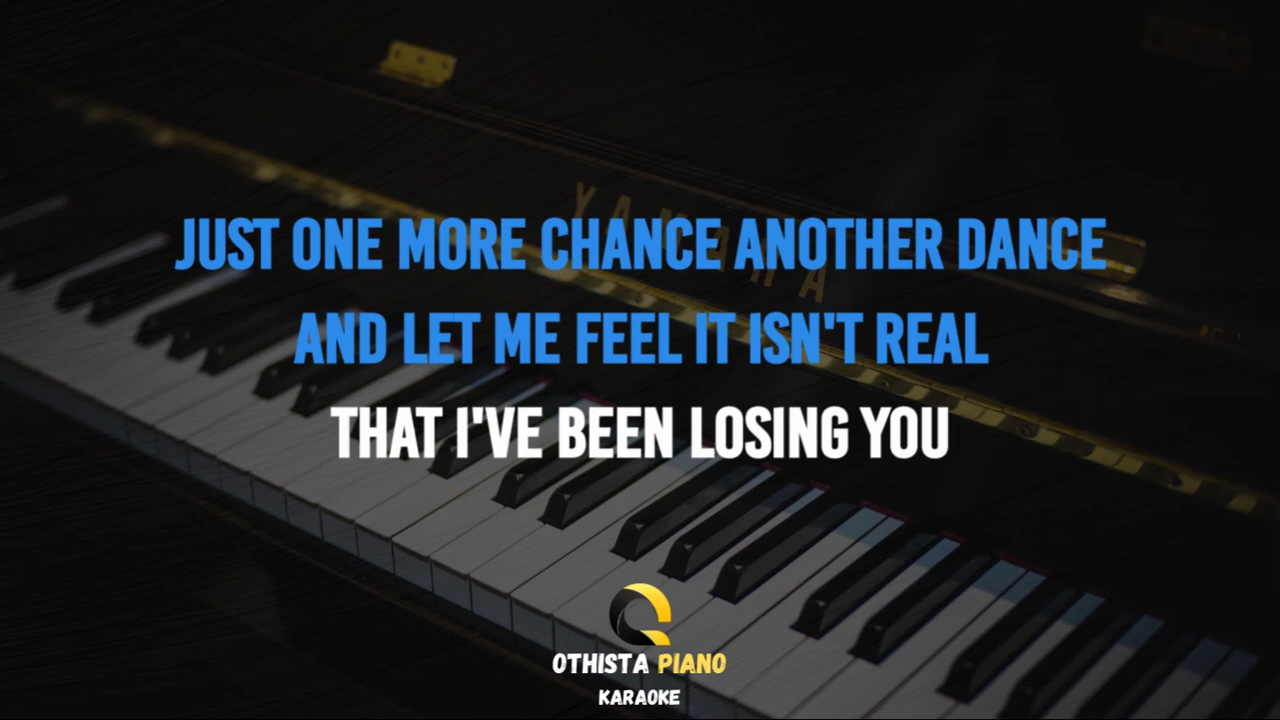 YAMAHA
JUST ONE MORE CHANCE ANOTHER DANCE
AND LET ME FEEL IT ISN'T REAL
THAT I'VE BEEN LOSING YOU
OTHISTA PIANO
KARAOKE